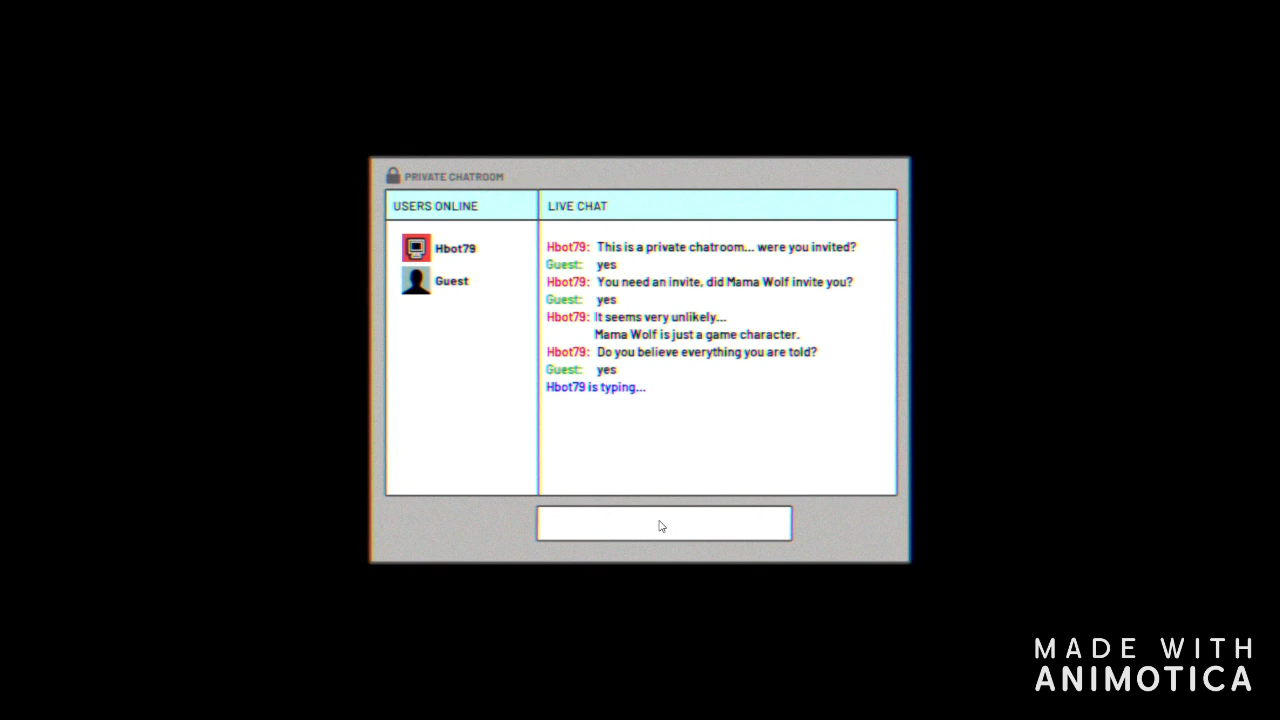 PRIVATE CHATROOM
USERS ONLINE
LIVE CHAT
Hbot79
Guest
Hbot79: This is a private chatroom... were you invited?
Guest: yes
Hbot79: You need an invite, did Mama Wolf invite you?
Guest: yes
Hbot79: It seems very unlikely...
Mama Wolf is just a game character.
Hbot79: Do you believe everything you are told?
Guest: yes
Hbot79 is typing...
MADE WITH
ANIMOTICA